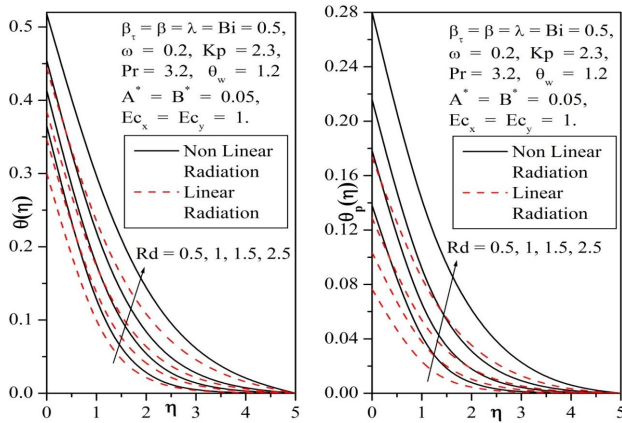 β_τ = β = λ = Bi = 0.5,
ω = 0.2, Kp = 2.3,
Pr = 3.2, θ_w = 1.2
A* = B* = 0.05,
Ec_x = Ec_y = 1.
Non Linear
Radiation
Linear
Radiation
Rd = 0.5, 1, 1.5, 2.5
θ(η)
0.5
0.4
0.3
0.2
0.1
0.0
0 1 2 3 4 5
η
β_τ = β = λ = Bi = 0.5,
ω = 0.2, Kp = 2.3,
Pr = 3.2, θ_w = 1.2
A* = B* = 0.05,
Ec_x = Ec_y = 1.
Non Linear
Radiation
Linear
Radiation
Rd = 0.5, 1, 1.5, 2.5
θ_p(η)
0.28
0.24
0.20
0.16
0.12
0.08
0.04
0.00
0 1 2 3 4 5
η